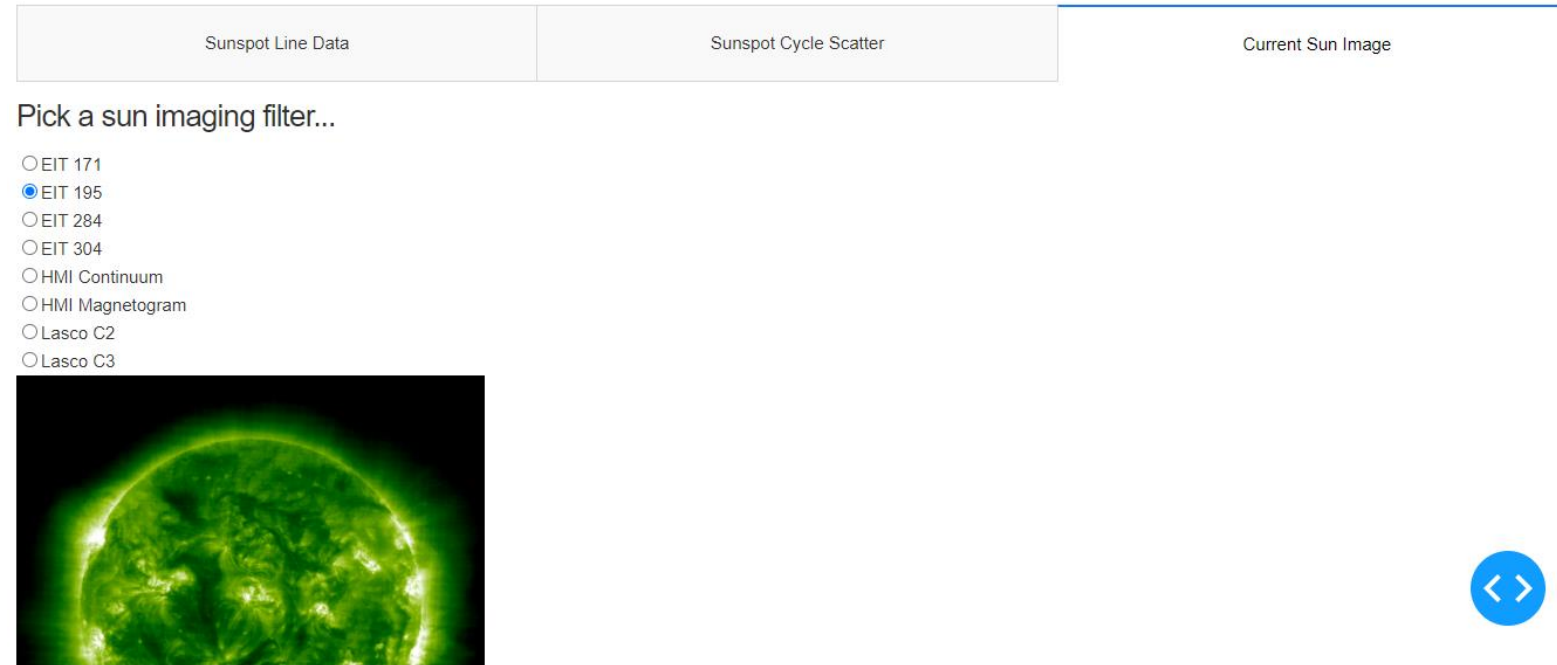 Sunspot Line Data
Sunspot Cycle Scatter
Current Sun Image
Pick a sun imaging filter...
EIT 171
EIT 195
EIT 284
EIT 304
HMI Continuum
HMI Magnetogram
Lasco C2
Lasco C3